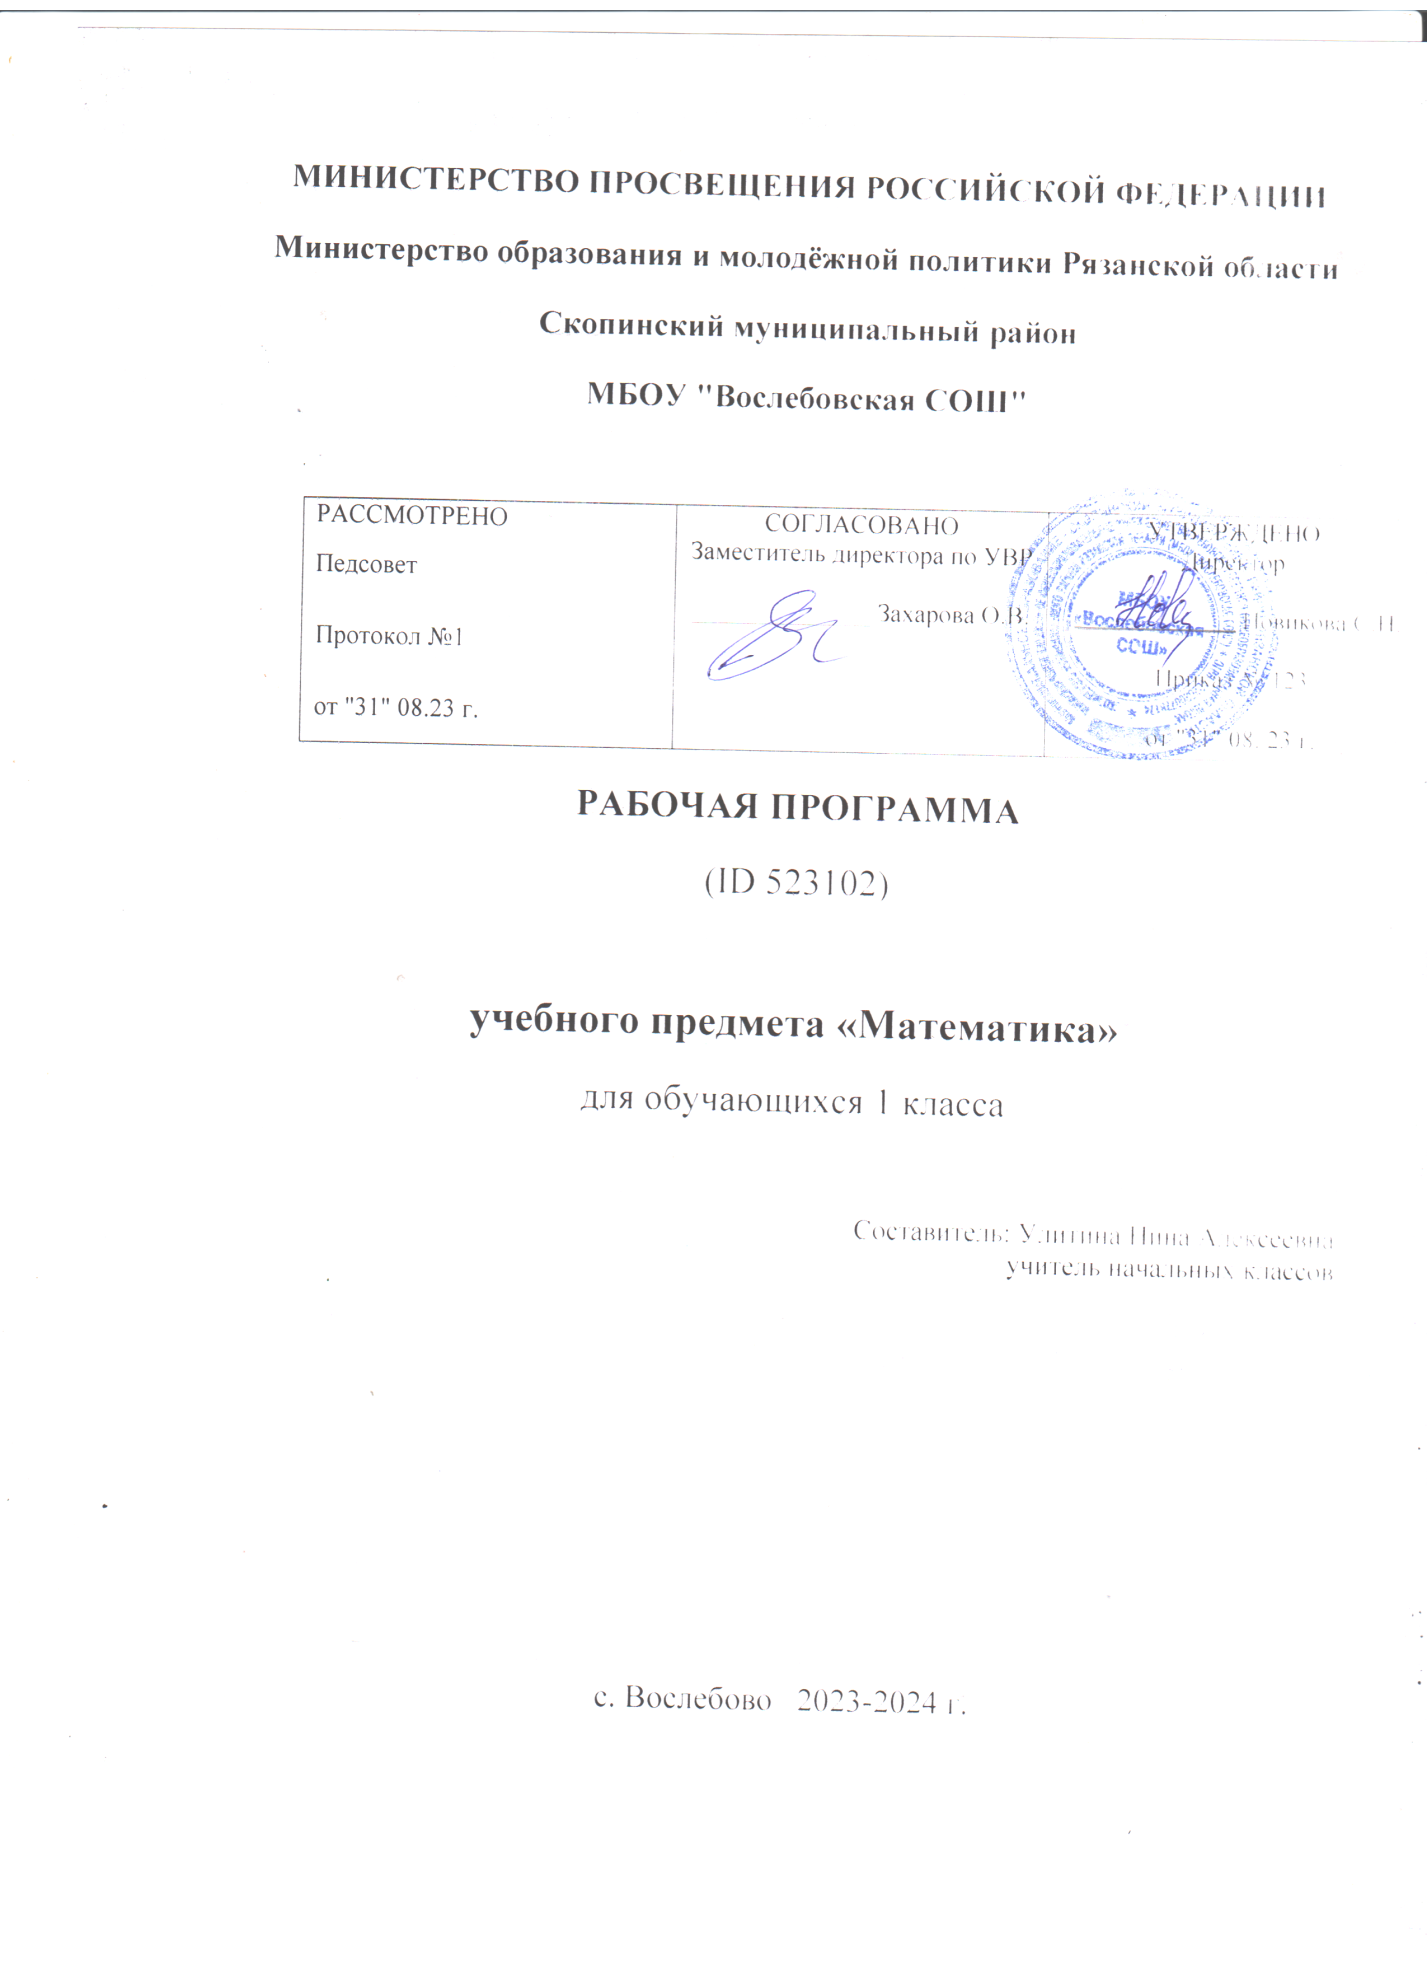 МИНИСТЕРСТВО ПРОСВЕЩЕНИЯ РОССИЙСКОЙ ФЕДЕРАЦИИ
Министерство образования и молодёжной политики Рязанской области
Скопинский муниципальный район
МБОУ "Вослебовская СОШ"
РАССМОТРЕНО
Педсовет
Протокол №1
от "31" 08.23 г.
СОГЛАСОВАНО
Заместитель директора по УВР
Захарова О.В.
УТВЕРЖДЕНО
Директор
Новикова С.Н.
Приказ № 123
от "31" 08. 23 г.
МБОУ
«Вослебовская
СОШ»
РАБОЧАЯ ПРОГРАММА
(ID 523102)
учебного предмета «Математика»
для обучающихся 1 класса
Составитель: Улитина Нина Алексеевна
учитель начальных классов
с. Вослебово 2023-2024 г.